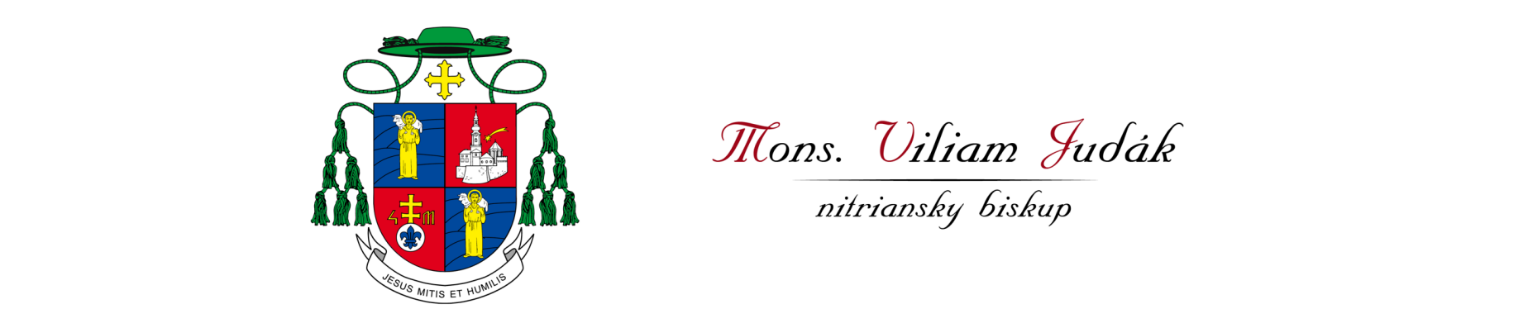 JESUS MITIS ET HUMILIS
Mons. Viliam Judák
nitriansky biskup